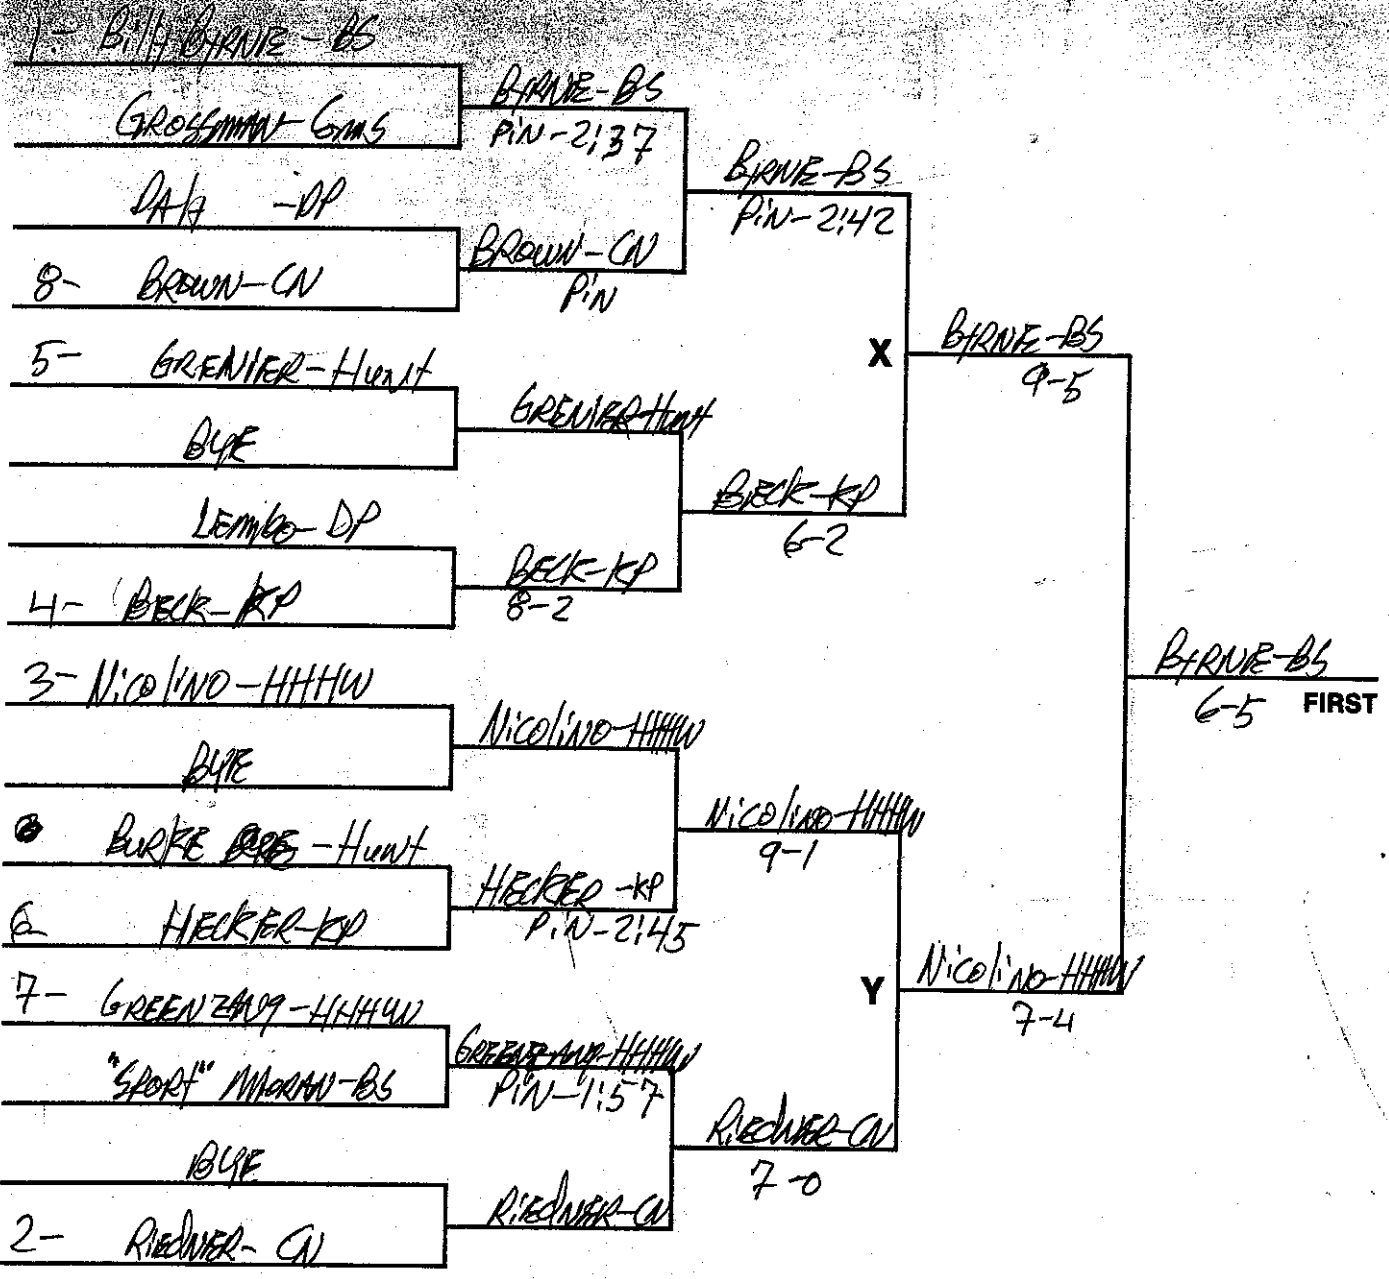 1- Billy BYRNE - BS
GROSSMAN - Gms
DAHA - DP
8- BROWN - CN
5- GRENIER - Hunt
BYE
LEMBO - DP
4- BECK - KP
3- NICOLINO - HHHW
BYE
BURKE - Hunt
6- HECKER - KP
7- GREENZANG - HHHW
"SPORT" MORAN - BS
BYE
2- RIEDNER - CN
BYRNE - BS
PiN - 2:37
BROWN - CN
PiN
GRENIER - Hunt
BECK - KP
8-2
NICOLINO - HHHW
HECKER - KP
PiN - 2:45
GREENZANG - HHHW
PiN - 1:57
RIEDNER - CN
BYRNE - BS
PiN - 2:42
BECK - KP
6-2
NICOLINO - HHHW
9-1
RIEDNER - CN
7-0
X
BYRNE - BS
9-5
Y
NICOLINO - HHHW
7-4
BYRNE - BS
6-5 FIRST